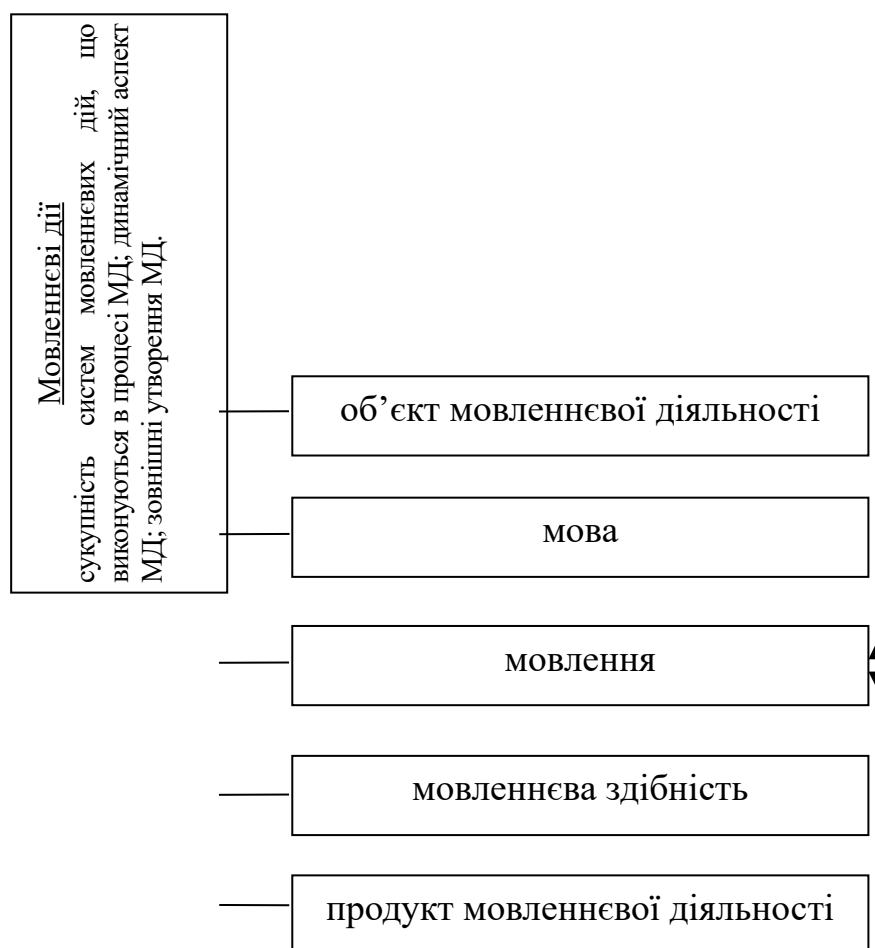 Мовленнєві дії
сукупність систем мовленнєвих дій, що
виконуються в процесі МД; динамічний аспект
МД; зовнішні утворення МД.
об’єкт мовленнєвої діяльності
мова
мовлення
мовленнєва здібність
продукт мовленнєвої діяльності